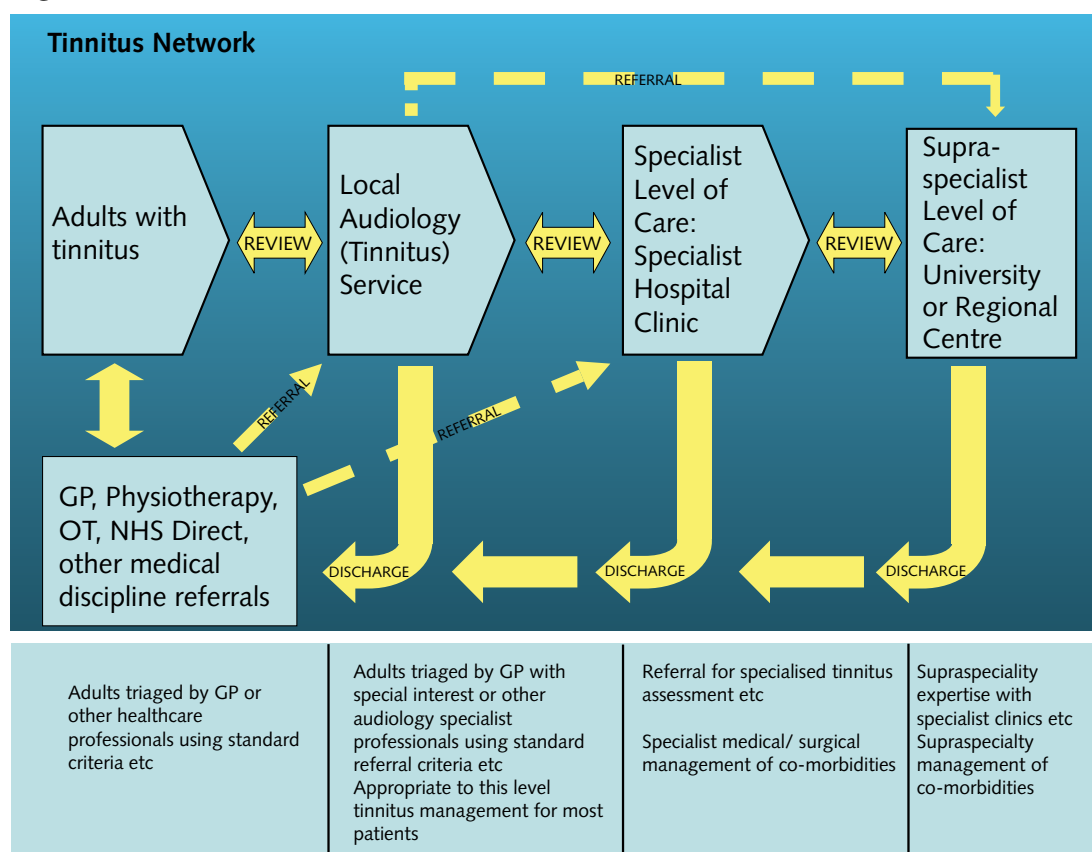 Tinnitus Network
REFERRAL
Adults with
tinnitus
REVIEW
Local
Audiology
(Tinnitus)
Service
REVIEW
Specialist
Level of
Care:
Specialist
Hospital
Clinic
REVIEW
Supra-
specialist
Level of
Care:
University
or Regional
Centre
REFERRAL
REFERRAL
GP, Physiotherapy,
OT, NHS Direct,
other medical
discipline referrals
DISCHARGE
DISCHARGE
DISCHARGE
Adults triaged by GP or
other healthcare
professionals using standard
criteria etc
Adults triaged by GP with
special interest or other
audiology specialist
professionals using standard
referral criteria etc
Appropriate to this level
tinnitus management for most
patients
Referral for specialised tinnitus
assessment etc
Specialist medical/ surgical
management of co-morbidities
Supraspeciality
expertise with
specialist clinics etc
Supraspecialty
management of
co-morbidities